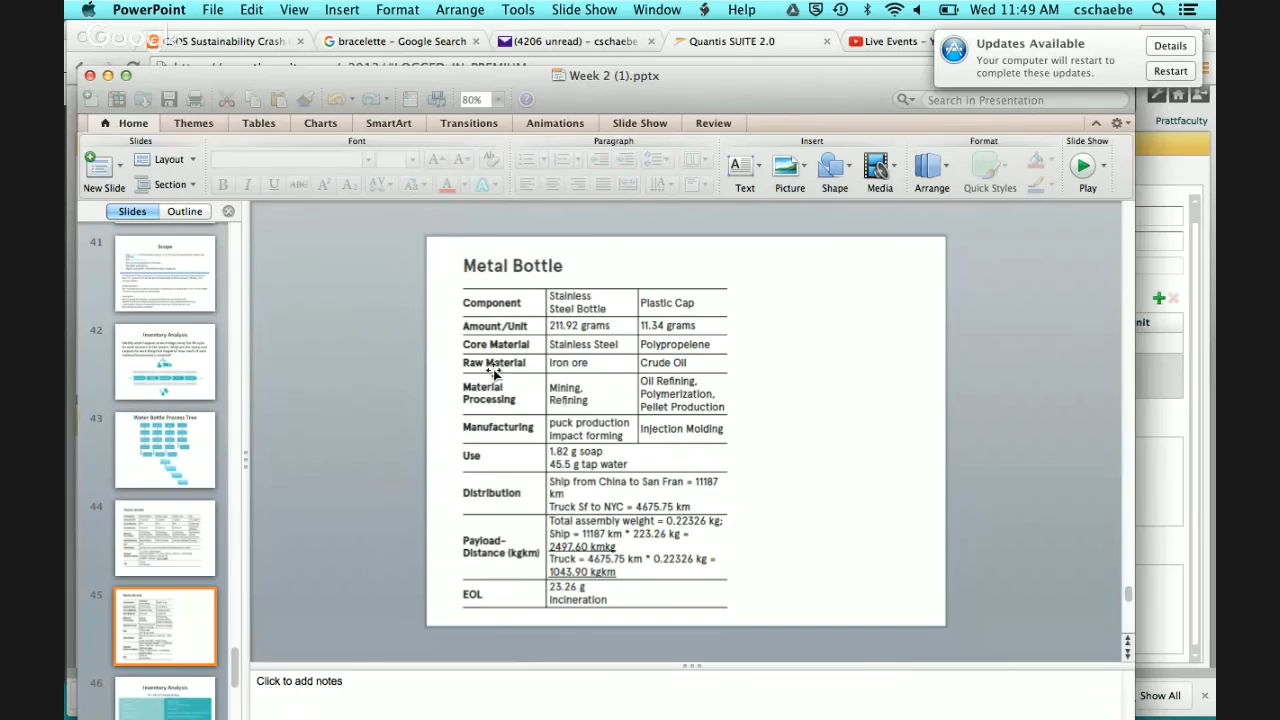 PowerPoint File Edit View Insert Format Arrange Tools Slide Show Window Help Wed 11:49 AM cschaebe
Sustainability Crash
bracelette – Google Search
(4206 unread) – cschaebe
Quantis SUITE 2.0
Live Events –
Updates Available
Your computer will restart to
complete these updates.
Details
Restart
Week 2 (1).pptx
80%
Search in Presentation
Prattfaculty
Home Themes Tables Charts SmartArt Transitions Animations Slide Show Review
Slides Font Paragraph Insert Format Slide Show
New Slide
Layout
Section
Text Picture Shape Media Arrange Quick Styles Play
Slides Outline
41
Scope
42
Inventory Analysis
43
Water Bottle Process Tree
44
45
Metal Bottle
46
Inventory Analysis
Metal Bottle
Component Stainless Steel Bottle Plastic Cap
Amount/Unit 211.92 grams 11.34 grams
Core Material Stainless Steel Polypropelene
Raw Material Iron ore Crude Oil
Material Processing Mining, Refining Oil Refining, Polymerization, Pellet Production
Manufacturing puck production impact forming Injection Molding
Use 1.82 g soap
45.5 g tap water
Distribution Ship from China to San Fran = 11187
km
Truck Sf to NYC = 4675.75 km
Payload–Distance (kgkm) Total assembly weight = 0.22326 kg;
Ship = 11187 km * 223.26 kg =
2497.60 kmkg
Truck = 4675.75 km * 0.22326 kg =
1043.90 kgkm
EOL 23.26 g
Incineration
Click to add notes
nit
Show All